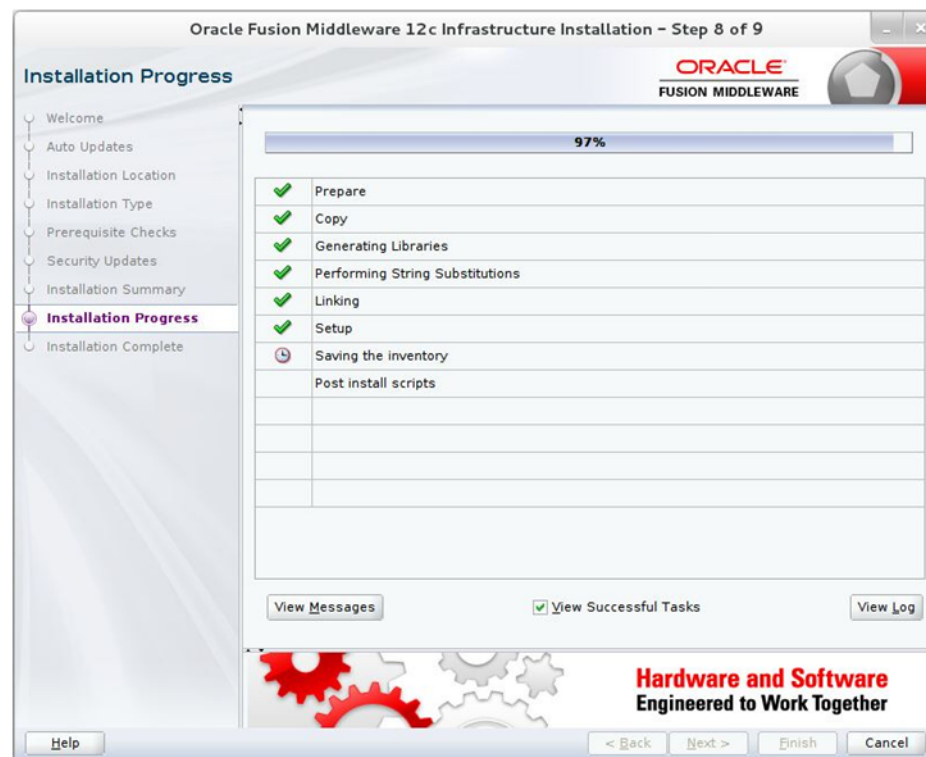 Oracle Fusion Middleware 12c Infrastructure Installation – Step 8 of 9
Installation Progress
ORACLE
FUSION MIDDLEWARE
Welcome
Auto Updates
Installation Location
Installation Type
Prerequisite Checks
Security Updates
Installation Summary
Installation Progress
Installation Complete
97%
Prepare
Copy
Generating Libraries
Performing String Substitutions
Linking
Setup
Saving the inventory
Post install scripts
View Messages
View Successful Tasks
View Log
Hardware and Software
Engineered to Work Together
Help
< Back
Next >
Finish
Cancel